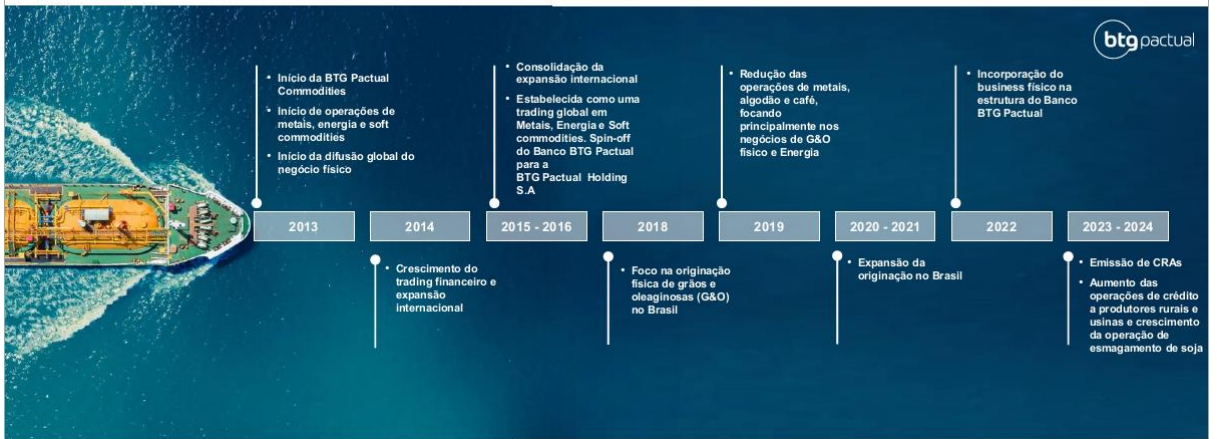 btg pactual
• Início da BTG Pactual
Commodities
• Início de operações de
metais, energia e soft
commodities
• Início da difusão global do
negócio físico
• Consolidação da
expansão internacional
• Estabelecida como uma
trading global em
Metais, Energia e Soft
commodities. Spin-off
do Banco BTG Pactual
para a
BTG Pactual Holding
S.A
• Redução das
operações de metais,
algodão e café,
focando
principalmente nos
negócios de G&O
físico e Energia
• Incorporação do
business físico na
estrutura do Banco
BTG Pactual
2013
2014
2015 - 2016
2018
2019
2020 - 2021
2022
2023 - 2024
• Crescimento do
trading financeiro e
expansão
internacional
• Foco na originação
física de grãos e
oleaginosas (G&O)
no Brasil
• Expansão da
originação no Brasil
• Emissão de CRAs
• Aumento das
operações de crédito
a produtores rurais e
usinas e crescimento
da operação de
esmagamento de soja